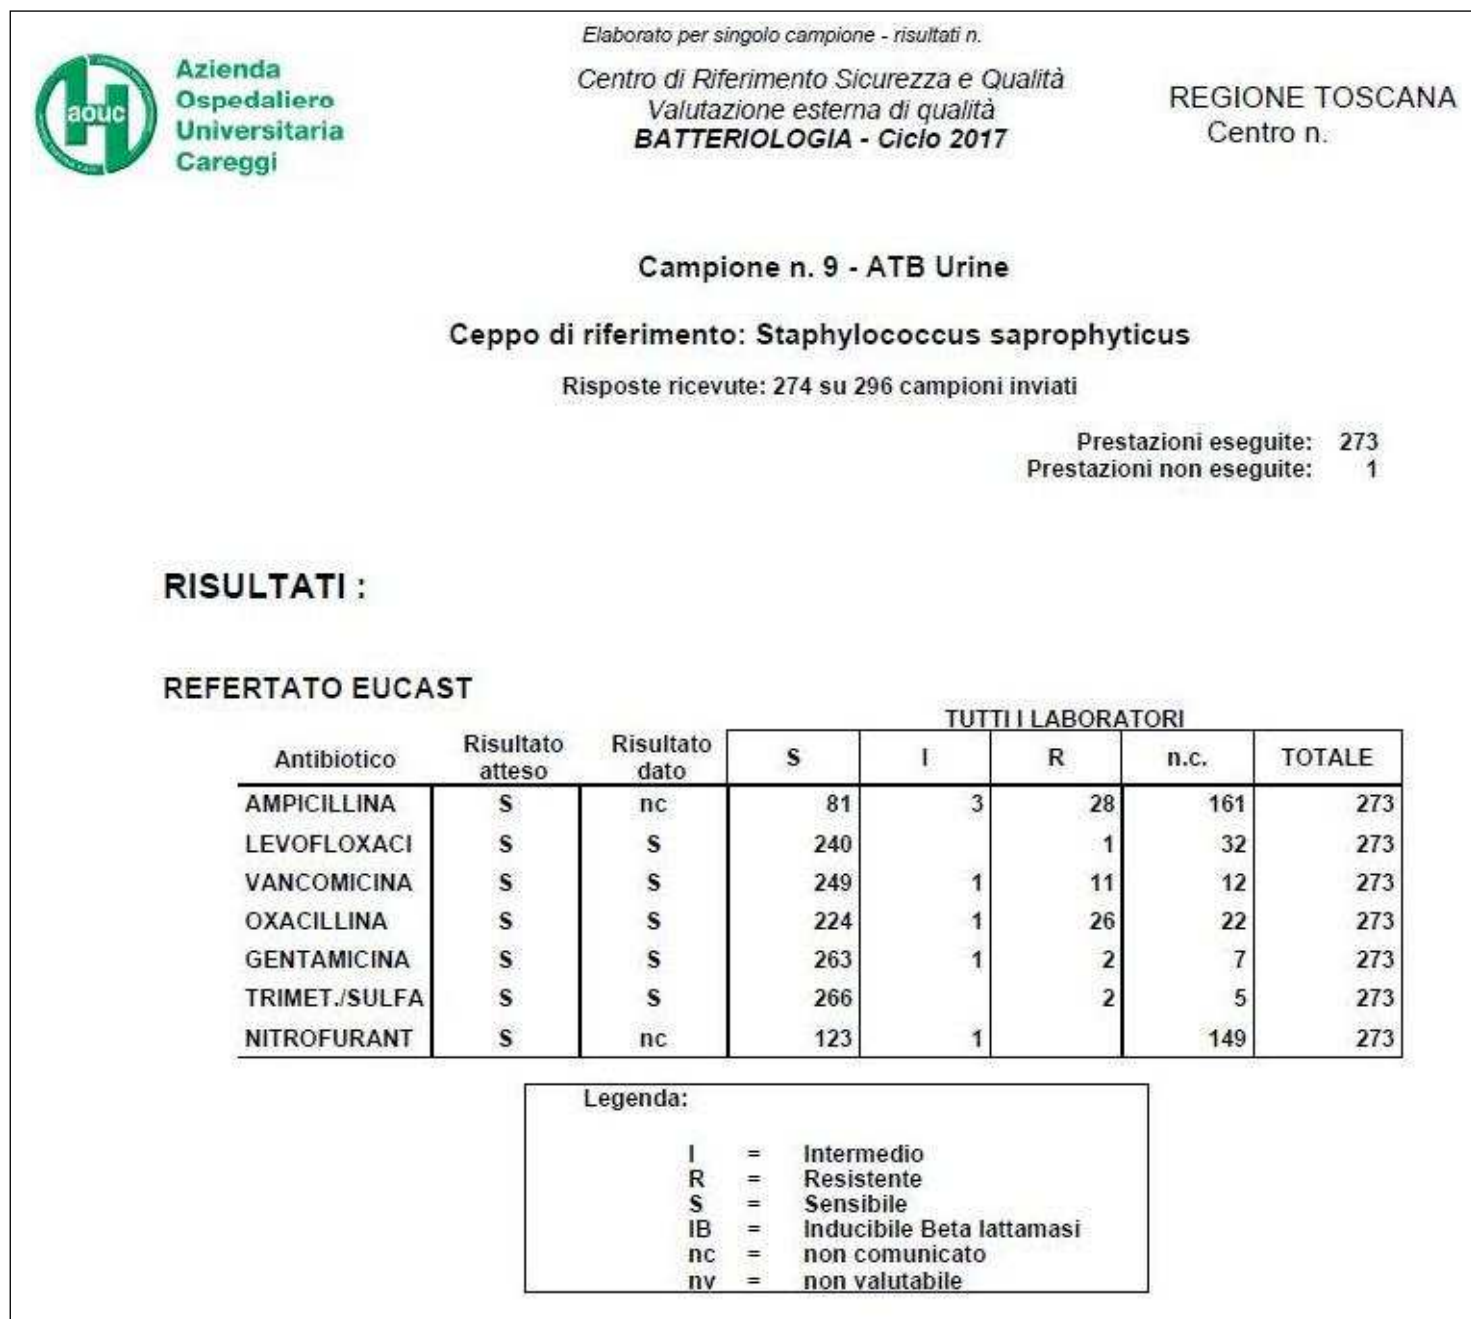 Elaborato per singolo campione - risultati n.
aouc
Azienda
Ospedaliero
Universitaria
Careggi
Centro di Riferimento Sicurezza e Qualità
Valutazione esterna di qualità
BATTERIOLOGIA - Ciclo 2017
REGIONE TOSCANA
Centro n.
Campione n. 9 - ATB Urine
Ceppo di riferimento: Staphylococcus saprophyticus
Risposte ricevute: 274 su 296 campioni inviati
Prestazioni eseguite: 273
Prestazioni non eseguite: 1
RISULTATI :
REFERTATO EUCAST
TUTTI I LABORATORI
Antibiotico Risultato atteso Risultato dato S I R n.c. TOTALE
AMPICILLINA S nc 81 3 28 161 273
LEVOFLOXACI S S 240 1 32 273
VANCOMICINA S S 249 1 11 12 273
OXACILLINA S S 224 1 26 22 273
GENTAMICINA S S 263 1 2 7 273
TRIMET./SULFA S S 266 2 5 273
NITROFURANT S nc 123 1 149 273
Legenda:
I = Intermedio
R = Resistente
S = Sensibile
IB = Inducibile Beta lattamasi
nc = non comunicato
nv = non valutabile